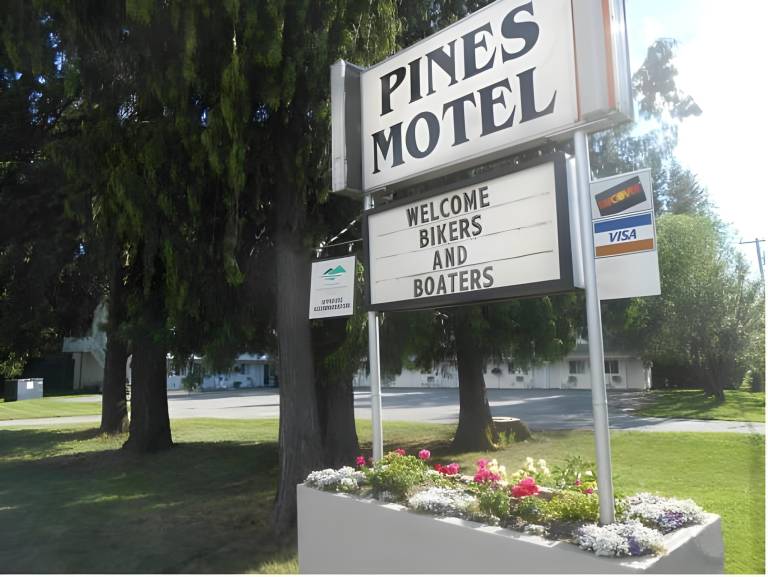 PINES
MOTEL
WELCOME
BIKERS
AND
BOATERS
DISCOVER
VISA